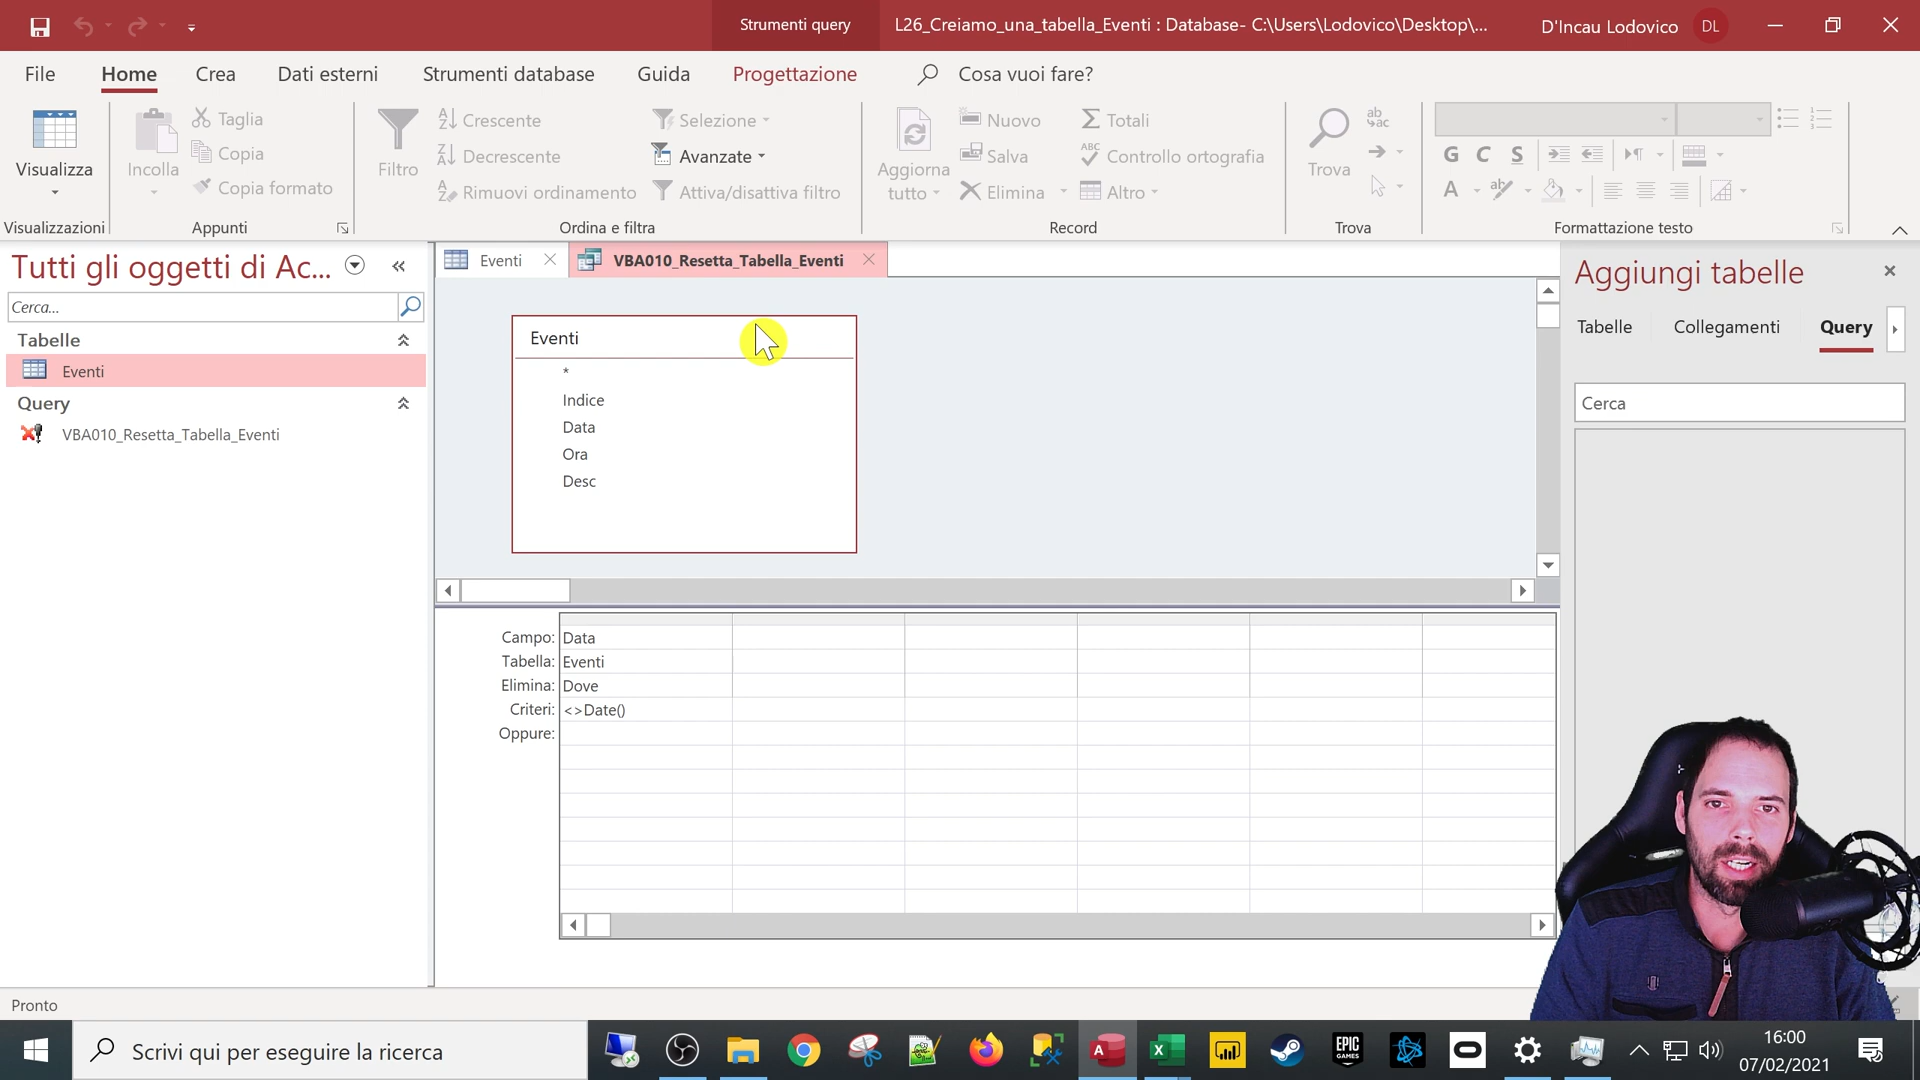 Strumenti query
L26_Creiamo_una_tabella_Eventi : Database- C:\Users\Lodovico\Desktop\...
D'Incau Lodovico
DL
File
Home
Crea
Dati esterni
Strumenti database
Guida
Progettazione
Cosa vuoi fare?
Visualizza
Visualizzazioni
Incolla
Taglia
Copia
Copia formato
Appunti
Filtro
Crescente
Decrescente
Rimuovi ordinamento
Selezione
Avanzate
Attiva/disattiva filtro
Ordina e filtra
Aggiorna
tutto
Nuovo
Salva
Elimina
Totali
Controllo ortografia
Altro
Record
Trova
Trova
G C S
A
Formattazione testo
Tutti gli oggetti di Ac...
Cerca...
Tabelle
Eventi
Query
VBA010_Resetta_Tabella_Eventi
Eventi
VBA010_Resetta_Tabella_Eventi
Eventi
*
Indice
Data
Ora
Desc
Campo: Data
Tabella: Eventi
Elimina: Dove
Criteri: <>Date()
Oppure:
Aggiungi tabelle
Tabelle
Collegamenti
Query
Cerca
Pronto
Scrivi qui per eseguire la ricerca
EPIC
GAMES
16:00
07/02/2021